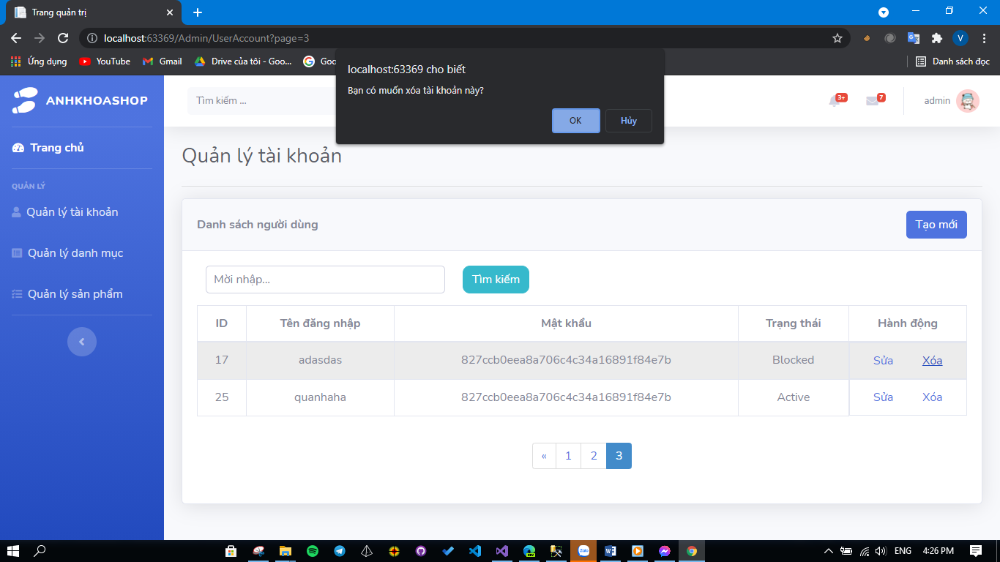 Trang quản trị
localhost:63369/Admin/UserAccount?page=3
V
Ứng dụng
YouTube
Gmail
Drive của tôi - Goo...
Goo
Danh sách đọc
localhost:63369 cho biết
Bạn có muốn xóa tài khoản này?
OK
Hủy
ANHKHOASHOP
Tìm kiếm ...
3+
7
admin
Trang chủ
QUẢN LÝ
Quản lý tài khoản
Quản lý danh mục
Quản lý sản phẩm
Quản lý tài khoản
Danh sách người dùng
Tạo mới
Mời nhập...
Tìm kiếm
ID Tên đăng nhập Mật khẩu Trạng thái Hành động
17 adasdas 827ccb0eea8a706c4c34a16891f84e7b Blocked Sửa Xóa
25 quanhaha 827ccb0eea8a706c4c34a16891f84e7b Active Sửa Xóa
« 1 2 3
Zalo
DEV
ENG
4:26 PM